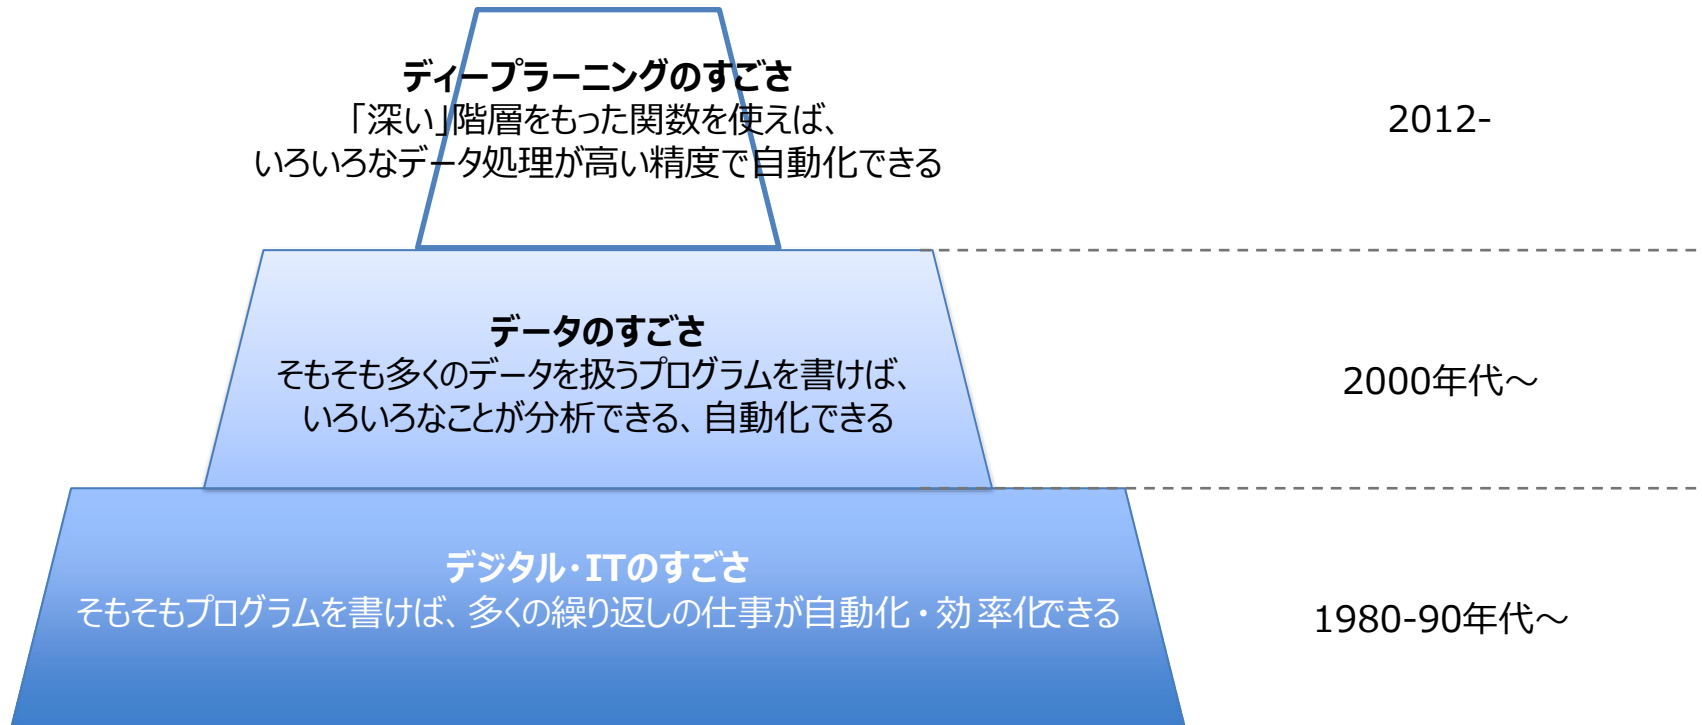 ディープラーニングのすごさ
「深い」階層をもった関数を使えば、
いろいろなデータ処理が高い精度で自動化できる
2012-
データのすごさ
そもそも多くのデータを扱うプログラムを書けば、
いろいろなことが分析できる、自動化できる
2000年代～
デジタル・ITのすごさ
そもそもプログラムを書けば、多くの繰り返しの仕事が自動化・効率化できる
1980-90年代～